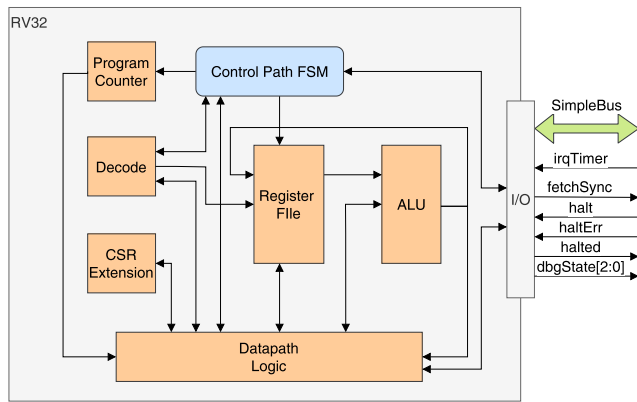 RV32
Program
Counter
Control Path FSM
SimpleBus
irqTimer
Decode
Register
FIle
ALU
I/O
fetchSync
halt
haltErr
halted
dbgState[2:0]
CSR
Extension
Datapath
Logic